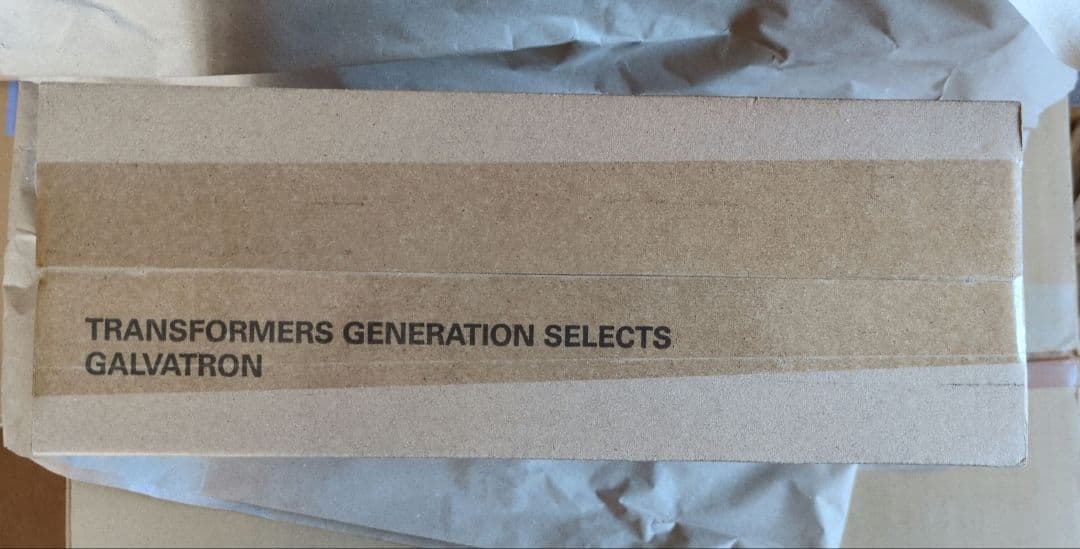 TRANSFORMERS GENERATION SELECTS
GALVATRON